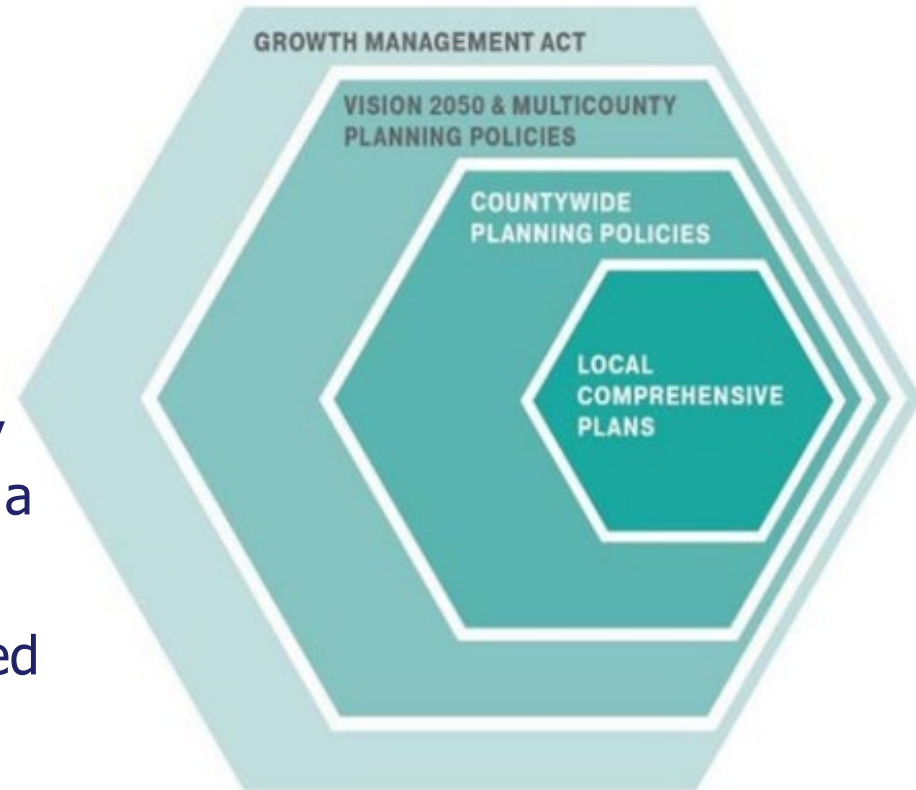 GROWTH MANAGEMENT ACT
VISION 2050 & MULTICOUNTY
PLANNING POLICIES
COUNTYWIDE
PLANNING POLICIES
LOCAL
COMPREHENSIVE
PLANS
a